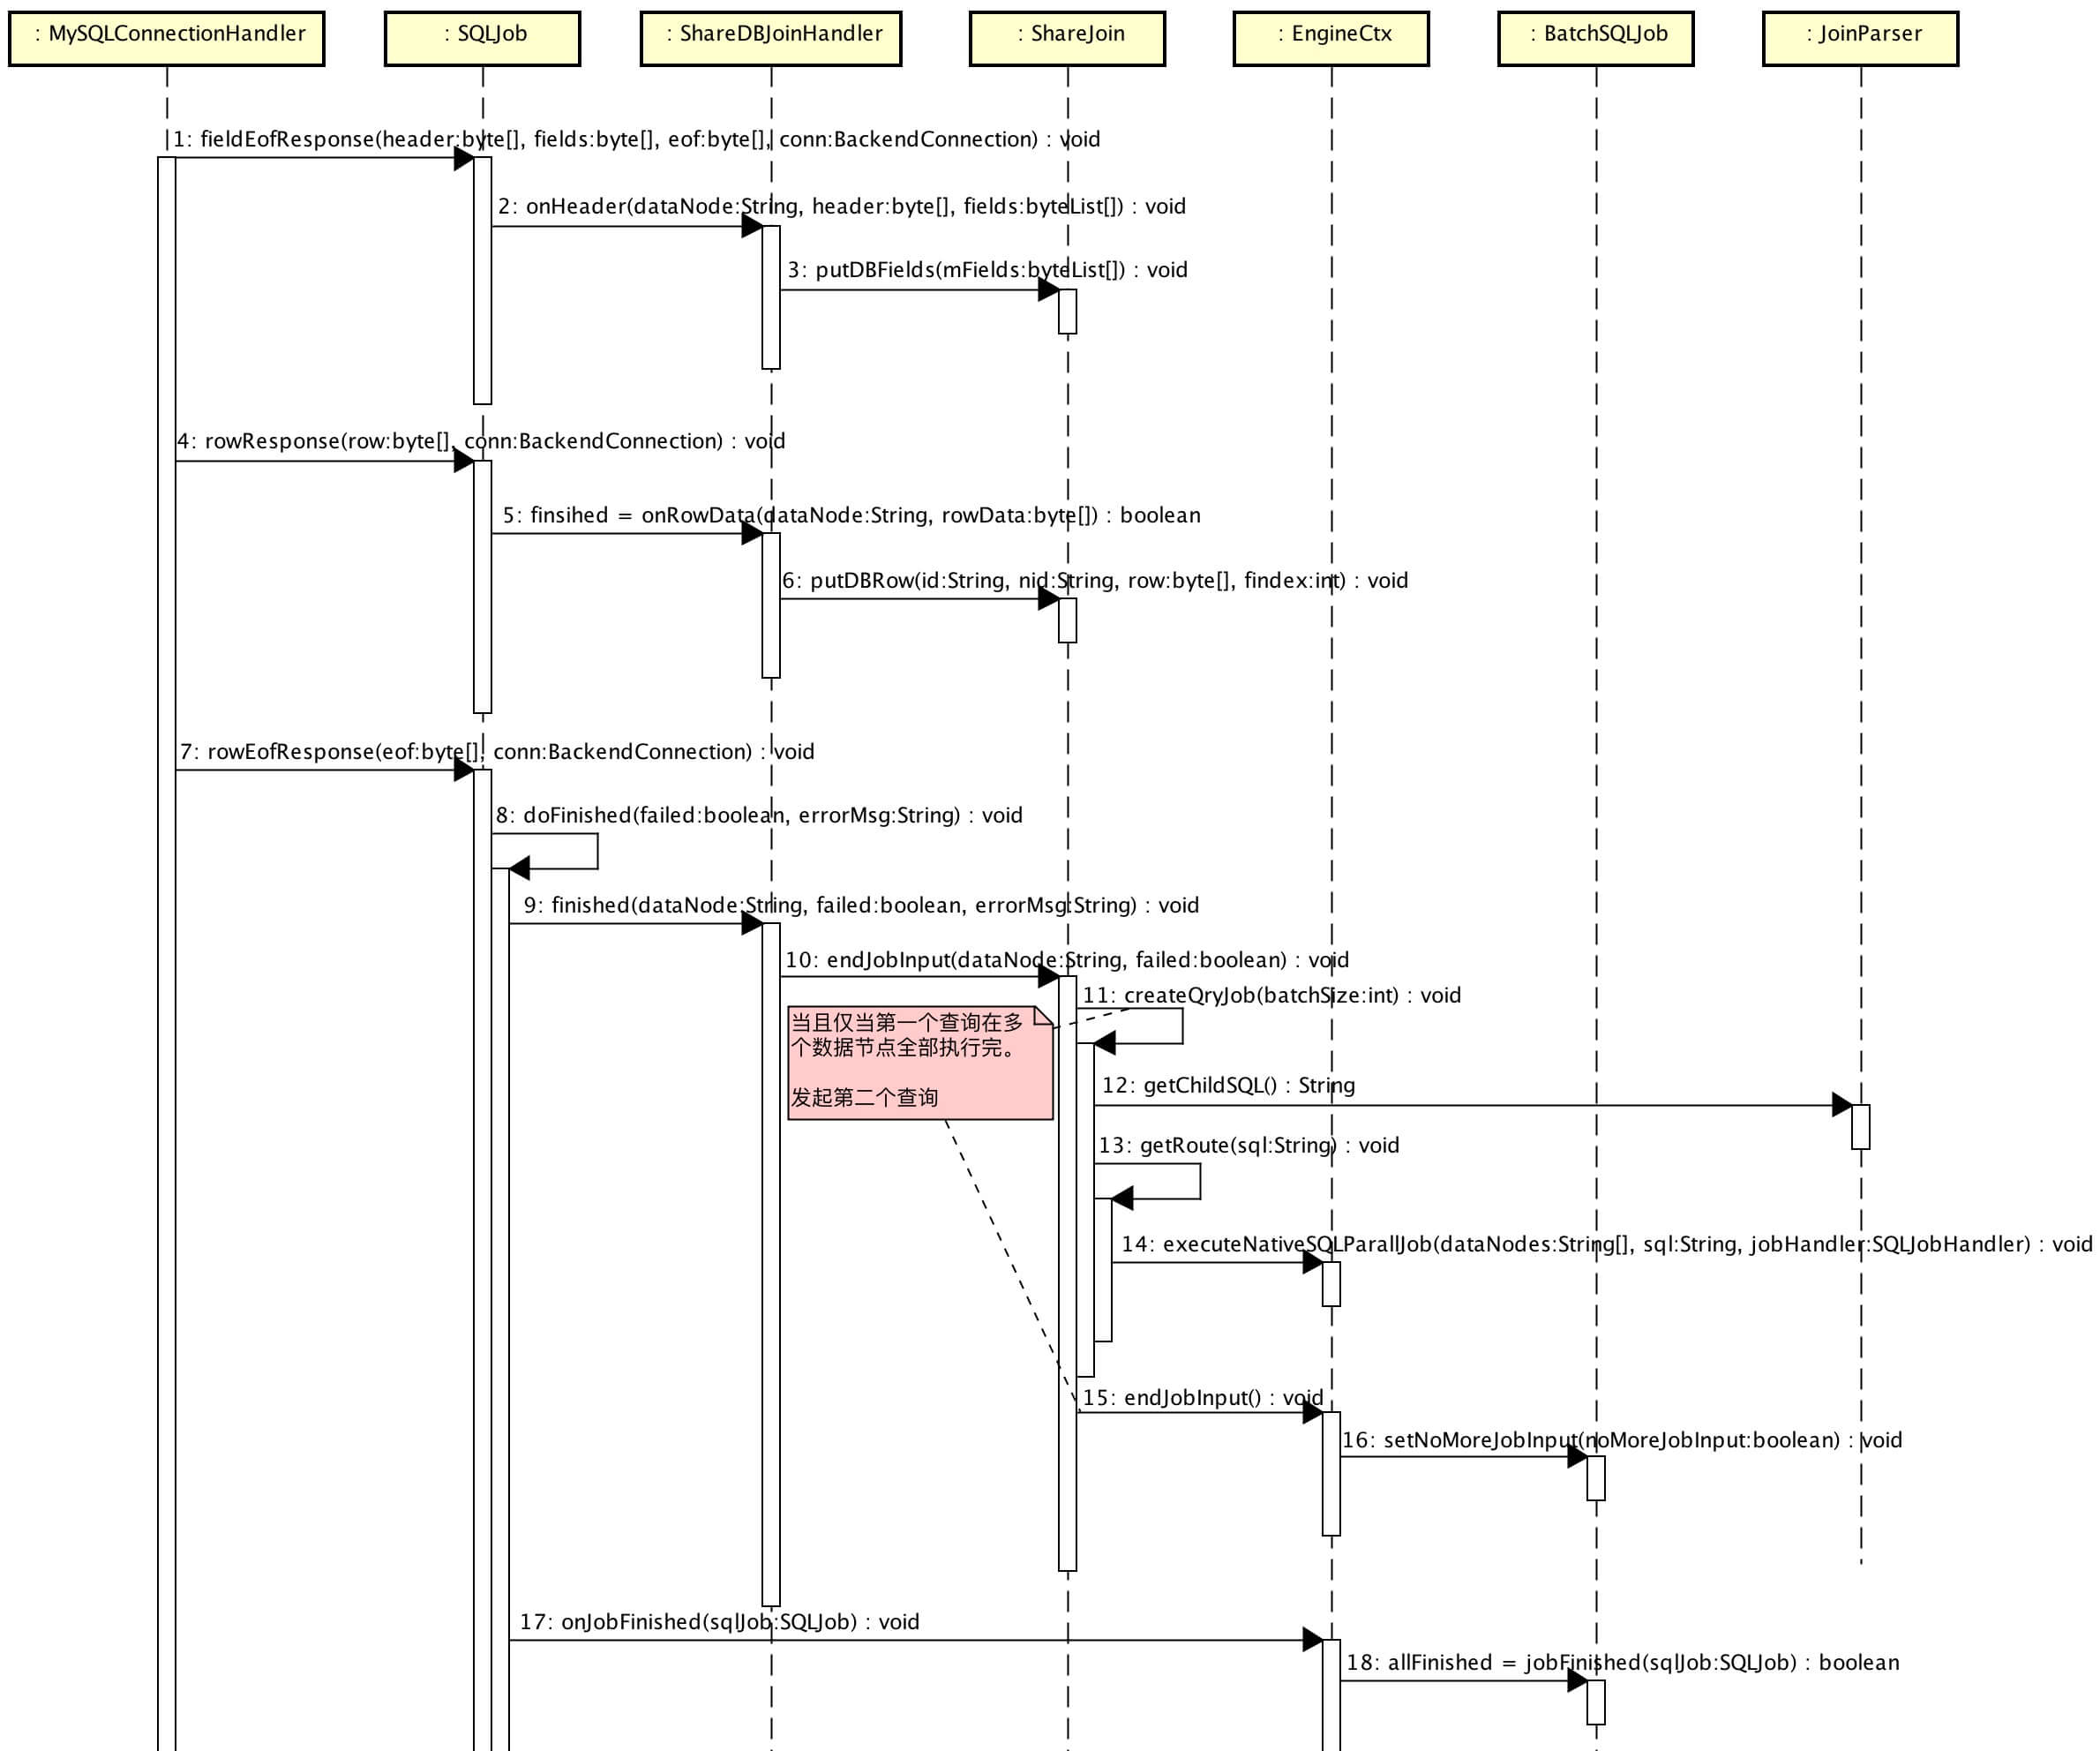 : MySQLConnectionHandler
: SQLJob
: ShareDBJoinHandler
: ShareJoin
: EngineCtx
: BatchSQLJob
: JoinParser
1: fieldEofResponse(header:byte[], fields:byte[], eof:byte[], conn:BackendConnection) : void
2: onHeader(dataNode:String, header:byte[], fields:byteList[]) : void
3: putDBFields(mFields:byteList[]) : void
4: rowResponse(row:byte[], conn:BackendConnection) : void
5: finsihed = onRowData(dataNode:String, rowData:byte[]) : boolean
6: putDBRow(id:String, nid:String, row:byte[], findex:int) : void
7: rowEofResponse(eof:byte[], conn:BackendConnection) : void
8: doFinished(failed:boolean, errorMsg:String) : void
9: finished(dataNode:String, failed:boolean, errorMsg:String) : void
10: endJobInput(dataNode:String, failed:boolean) : void
11: createQryJob(batchSize:int) : void
当且仅当第一个查询在多
个数据节点全部执行完。
发起第二个查询
12: getChildSQL() : String
13: getRoute(sql:String) : void
14: executeNativeSQLParallJob(dataNodes:String[], sql:String, jobHandler:SQLJobHandler) : void
15: endJobInput() : void
16: setNoMoreJobInput(noMoreJobInput:boolean) : void
17: onJobFinished(sqlJob:SQLJob) : void
18: allFinished = jobFinished(sqlJob:SQLJob) : boolean